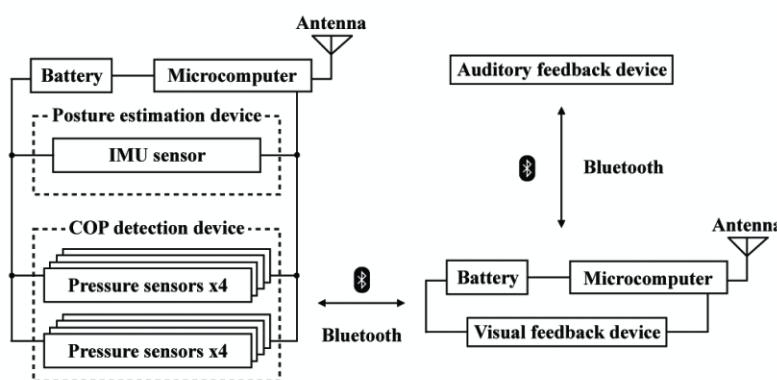 Antenna
Battery
Microcomputer
Posture estimation device
IMU sensor
COP detection device
Pressure sensors x4
Pressure sensors x4
Bluetooth
Auditory feedback device
Bluetooth
Antenna
Battery
Microcomputer
Visual feedback device